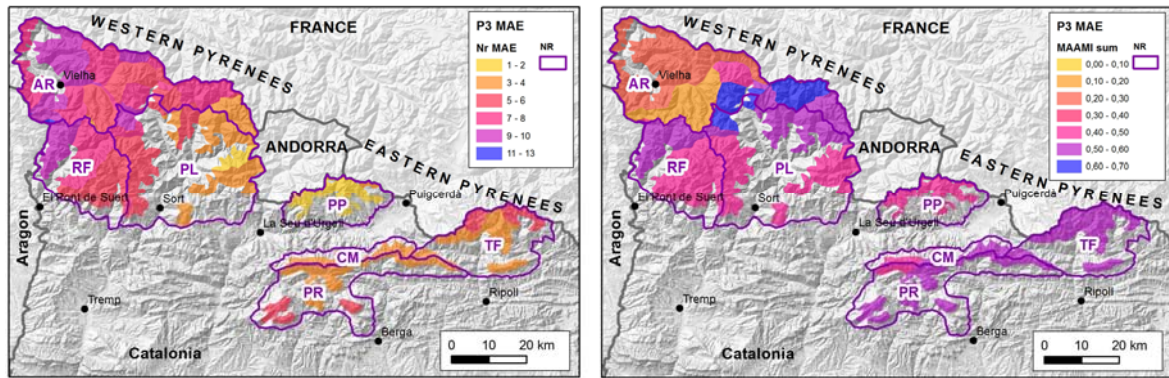 WESTERN PYRENEES
FRANCE
P3 MAE
Nr MAE
NR
1 - 2
3 - 4
5 - 6
7 - 8
9 - 10
11 - 13
Vielha
AR
ANDORRA
EASTERN PYRENEES
RF
PL
El Pont de Suert
Sort
PP
Puigcerdà
La Seu d'Urgell
TF
CM
Aragon
PR
Tremp
Ripoll
Berga
Catalonia
0 10 20 km
WESTERN PYRENEES
FRANCE
P3 MAE
MAAMI sum
NR
0,00 - 0,10
0,10 - 0,20
0,20 - 0,30
0,30 - 0,40
0,40 - 0,50
0,50 - 0,60
0,60 - 0,70
Vielha
AR
ANDORRA
EASTERN PYRENEES
RF
PL
El Pont de Suert
Sort
PP
Puigcerdà
La Seu d'Urgell
TF
CM
Aragon
PR
Tremp
Ripoll
Berga
Catalonia
0 10 20 km